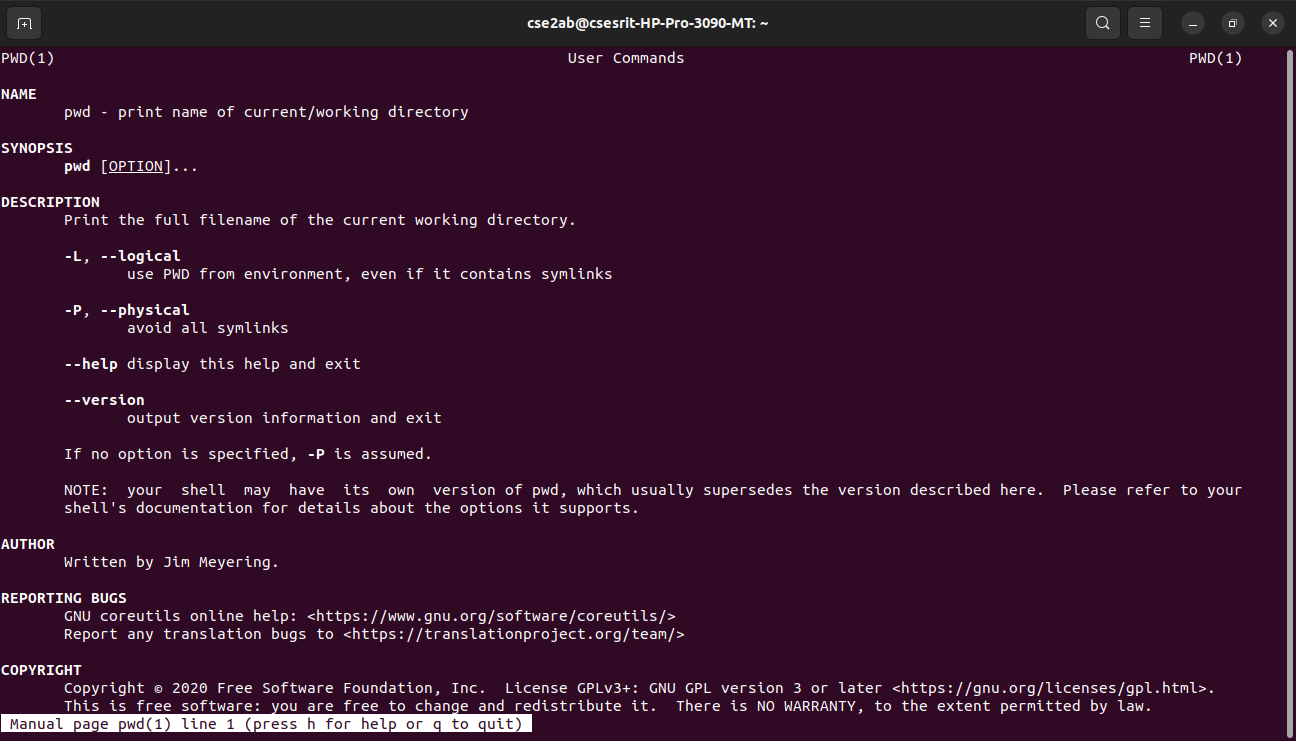 cse2ab@csesrit-HP-Pro-3090-MT: ~
PWD(1) User Commands PWD(1)
NAME
pwd - print name of current/working directory
SYNOPSIS
pwd [OPTION]...
DESCRIPTION
Print the full filename of the current working directory.
-L, --logical
use PWD from environment, even if it contains symlinks
-P, --physical
avoid all symlinks
--help display this help and exit
--version
output version information and exit
If no option is specified, -P is assumed.
NOTE: your shell may have its own version of pwd, which usually supersedes the version described here. Please refer to your
shell's documentation for details about the options it supports.
AUTHOR
Written by Jim Meyering.
REPORTING BUGS
GNU coreutils online help: <https://www.gnu.org/software/coreutils/>
Report any translation bugs to <https://translationproject.org/team/>
COPYRIGHT
Copyright © 2020 Free Software Foundation, Inc. License GPLv3+: GNU GPL version 3 or later <https://gnu.org/licenses/gpl.html>.
This is free software: you are free to change and redistribute it. There is NO WARRANTY, to the extent permitted by law.
Manual page pwd(1) line 1 (press h for help or q to quit)